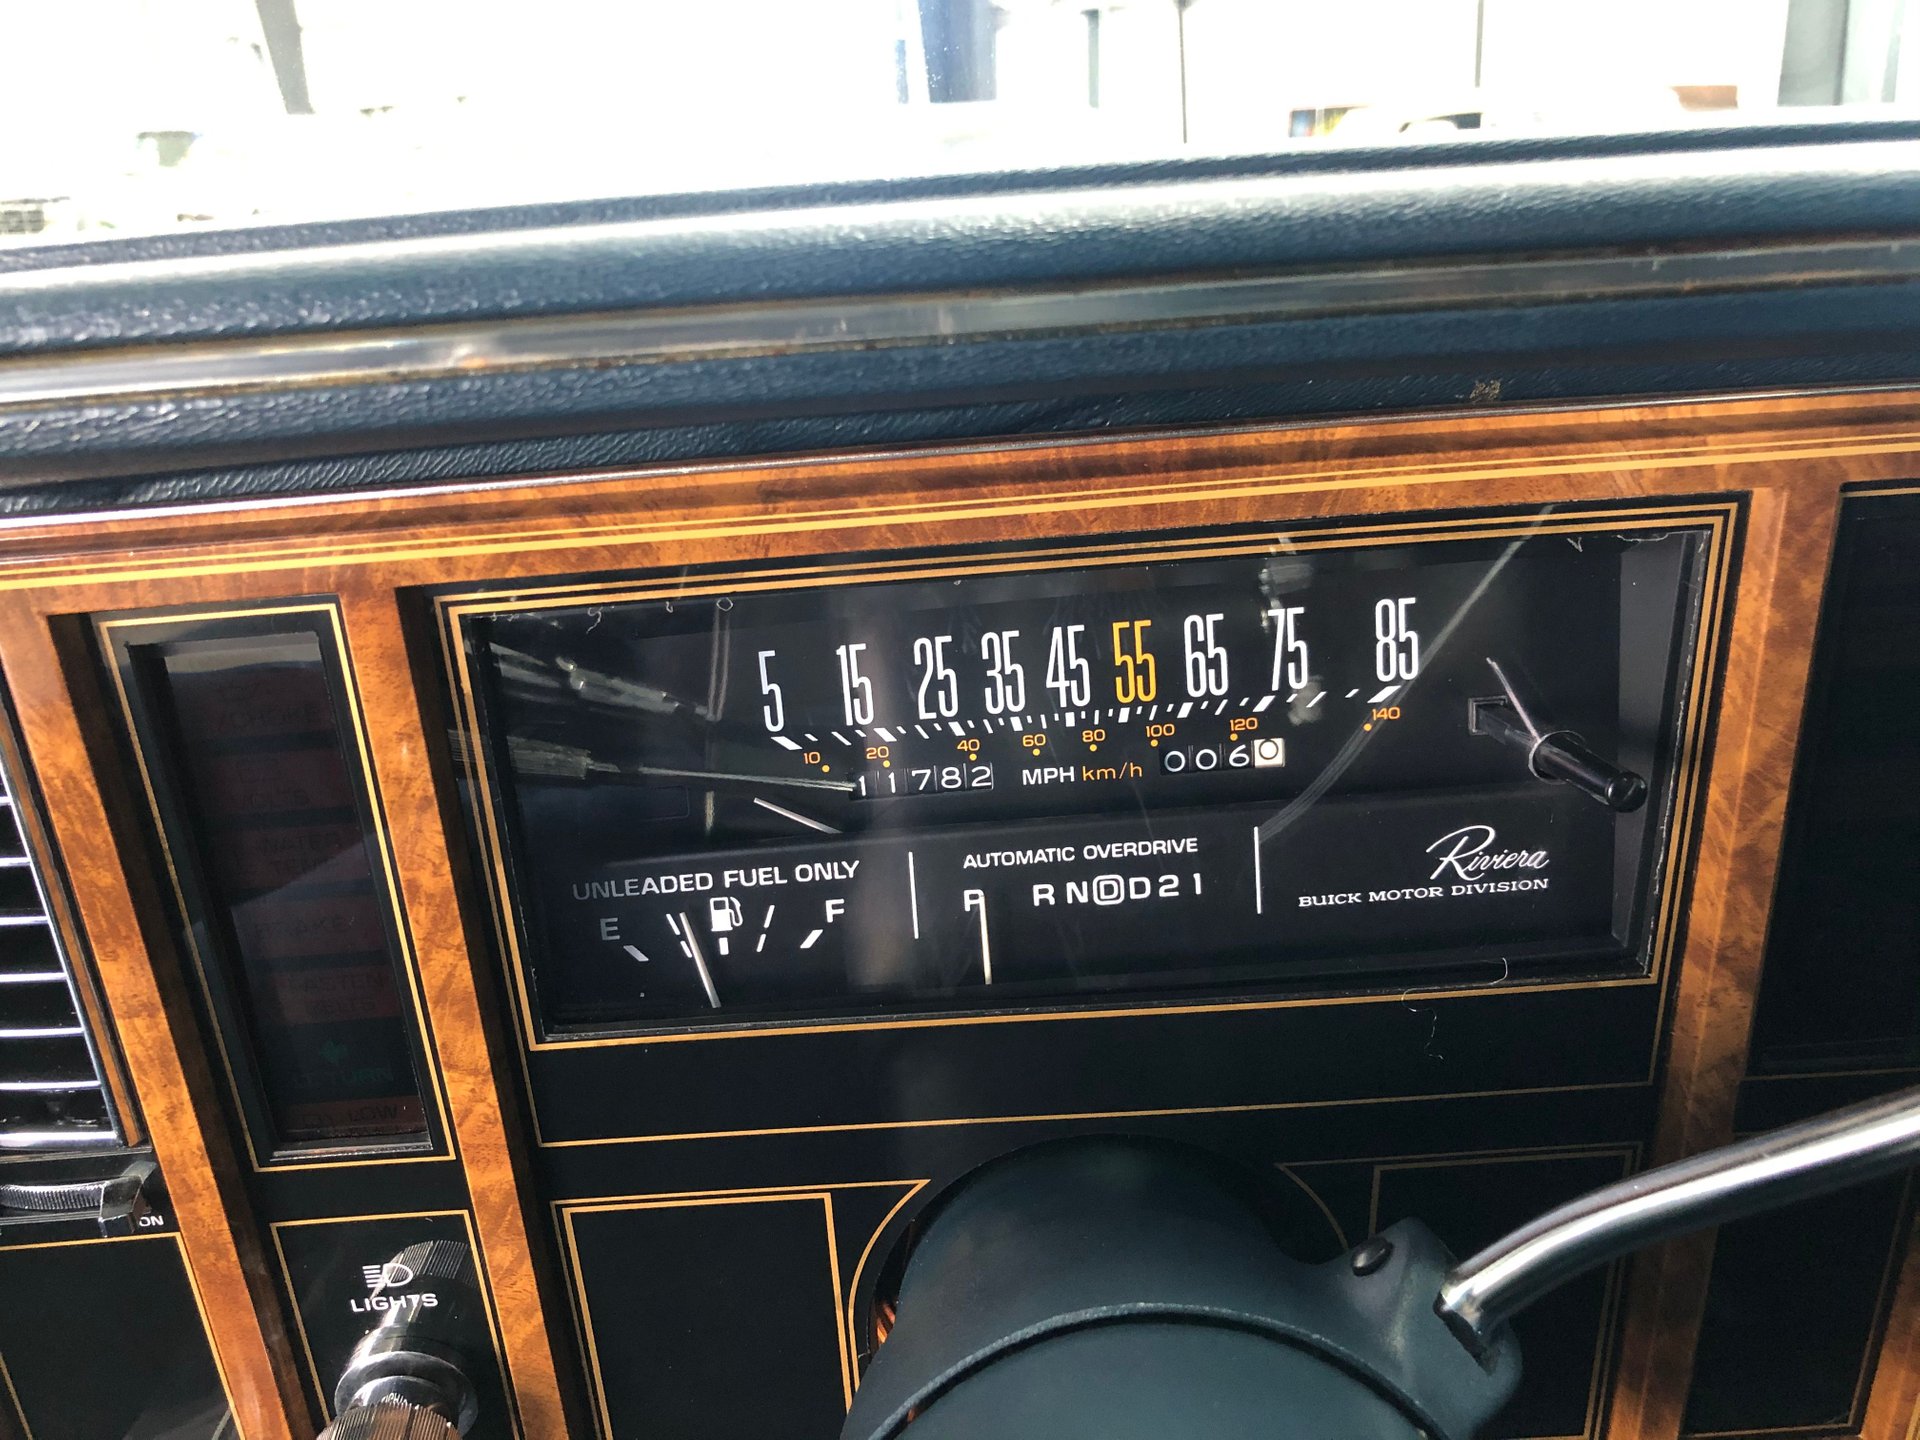 5 15 25 35 45 55 65 75 85
10 20 40 60 80 100 120 140
11782 MPH km/h 0060
UNLEADED FUEL ONLY
E F
AUTOMATIC OVERDRIVE
P R N D D 2 1
Riviera
BUICK MOTOR DIVISION
ON
LIGHTS